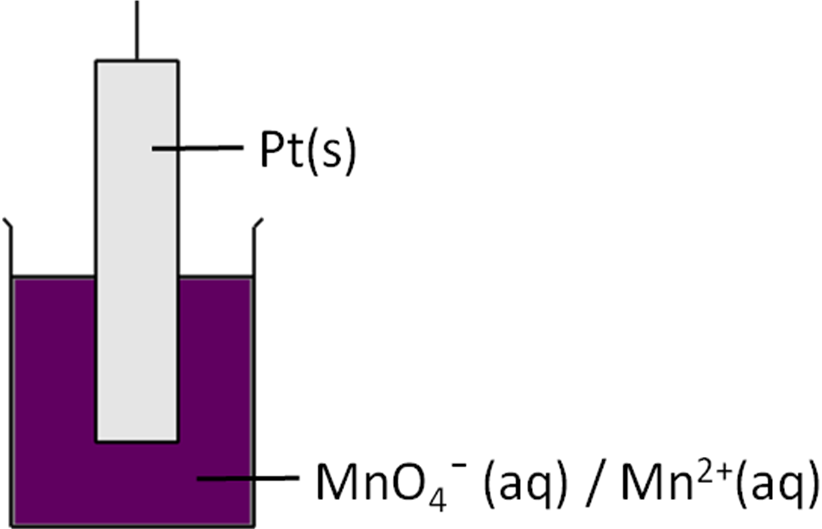 Pt(s)
MnO₄⁻ (aq) / Mn²⁺(aq)